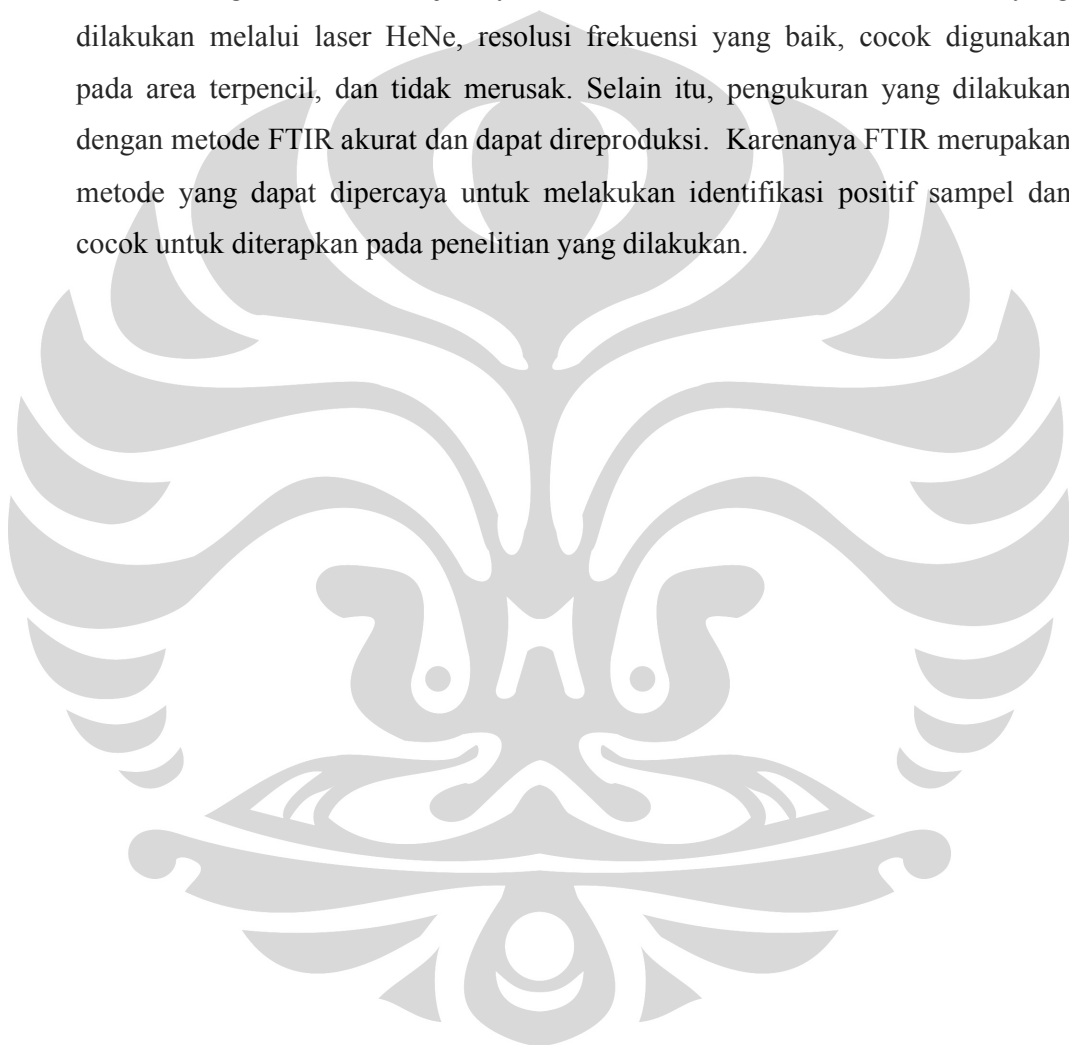 dilakukan melalui laser HeNe, resolusi frekuensi yang baik, cocok digunakan
pada area terpencil, dan tidak merusak. Selain itu, pengukuran yang dilakukan
dengan metode FTIR akurat dan dapat direproduksi. Karenanya FTIR merupakan
metode yang dapat dipercaya untuk melakukan identifikasi positif sampel dan
cocok untuk diterapkan pada penelitian yang dilakukan.